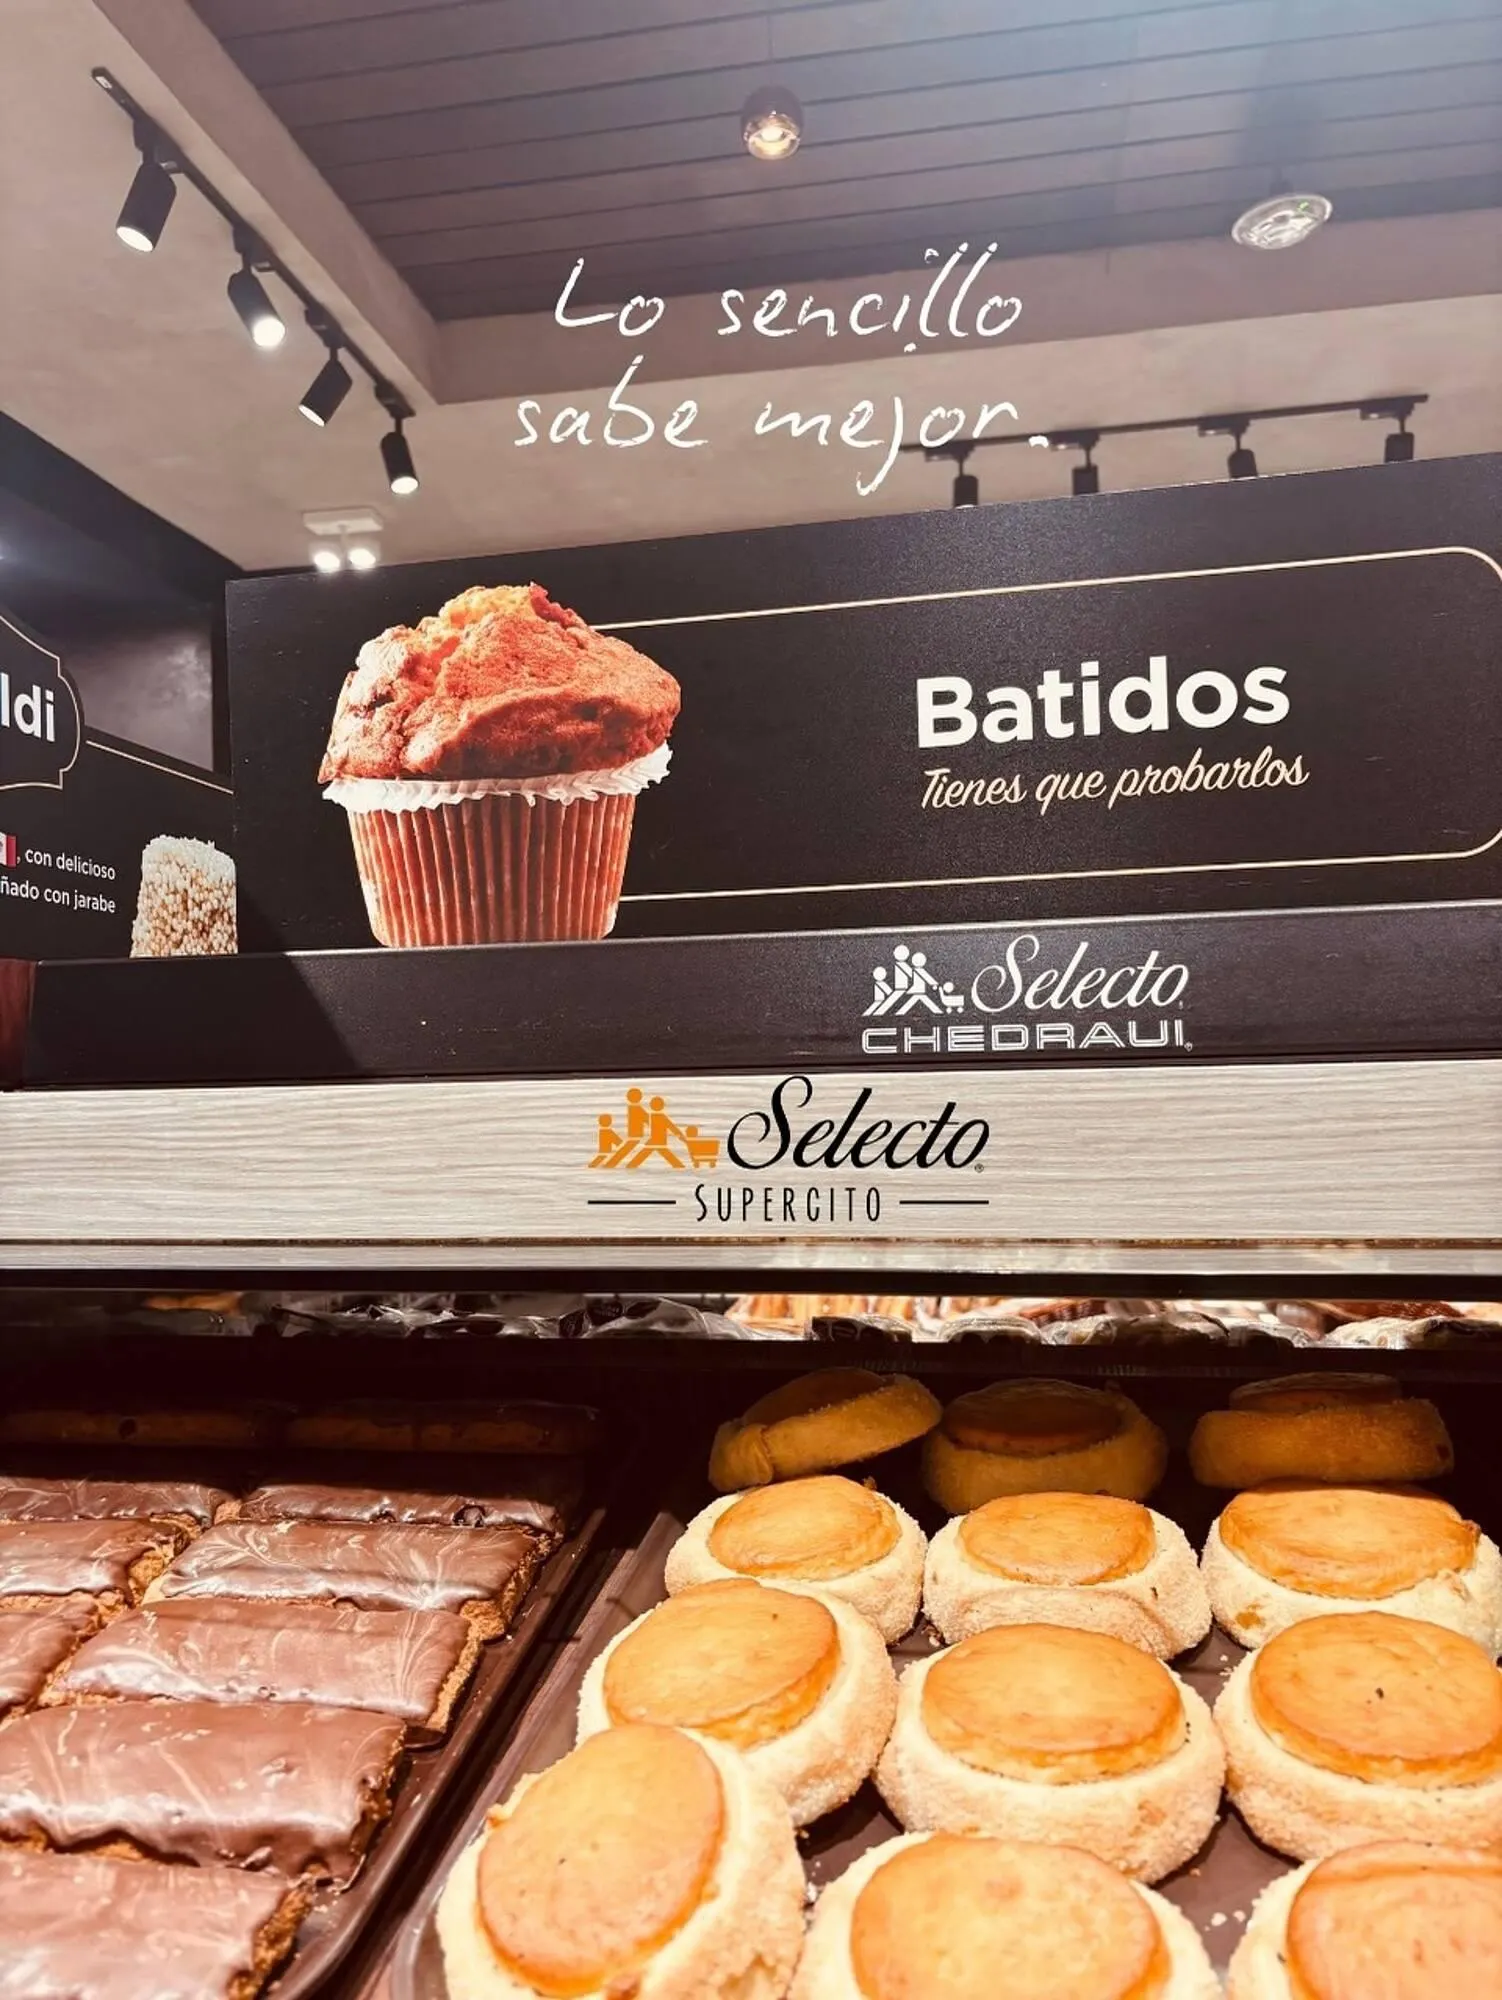 Lo sencillo
sabe mejor.
Batidos
Tienes que probarlos
ldi
, con delicioso
ñado con jarabe
Selecto
CHEDRAUI®
Selecto®
SUPERCITO